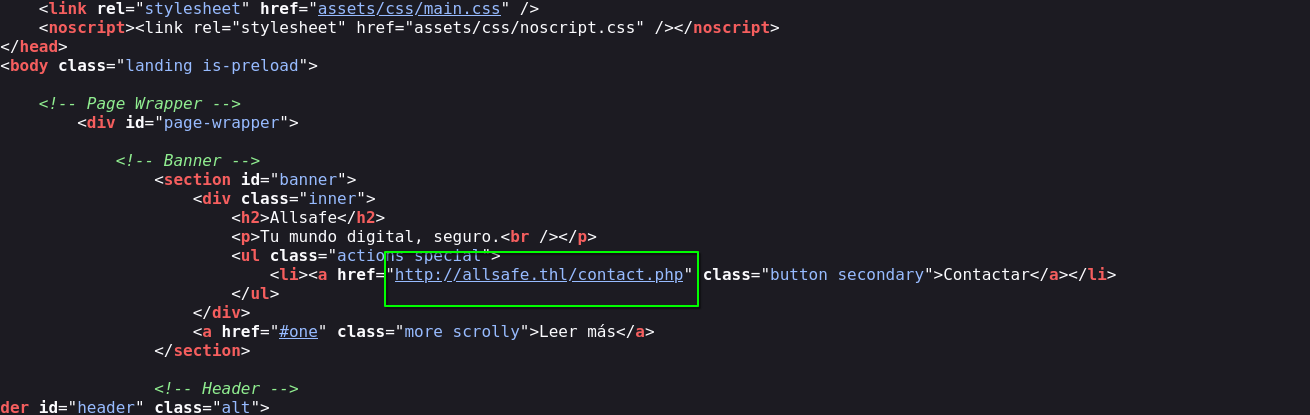 <link rel="stylesheet" href="assets/css/main.css" />
<noscript><link rel="stylesheet" href="assets/css/noscript.css" /></noscript>
</head>
<body class="landing is-preload">
<!-- Page Wrapper -->
<div id="page-wrapper">
<!-- Banner -->
<section id="banner">
<div class="inner">
<h2>Allsafe</h2>
<p>Tu mundo digital, seguro.<br /></p>
<ul class="actions special">
<li><a href="http://allsafe.thl/contact.php" class="button secondary">Contactar</a></li>
</ul>
</div>
<a href="#one" class="more scrolly">Leer más</a>
</section>
<!-- Header -->
der id="header" class="alt">